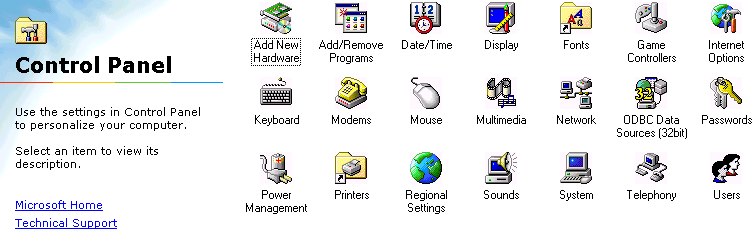 Control Panel
Use the settings in Control Panel
to personalize your computer.
Select an item to view its
description.
Microsoft Home
Technical Support
Add New
Hardware
Add/Remove
Programs
Date/Time
Display
Fonts
Game
Controllers
Internet
Options
Keyboard
Modems
Mouse
Multimedia
Network
ODBC Data
Sources (32bit)
Passwords
Power
Management
Printers
Regional
Settings
Sounds
System
Telephony
Users